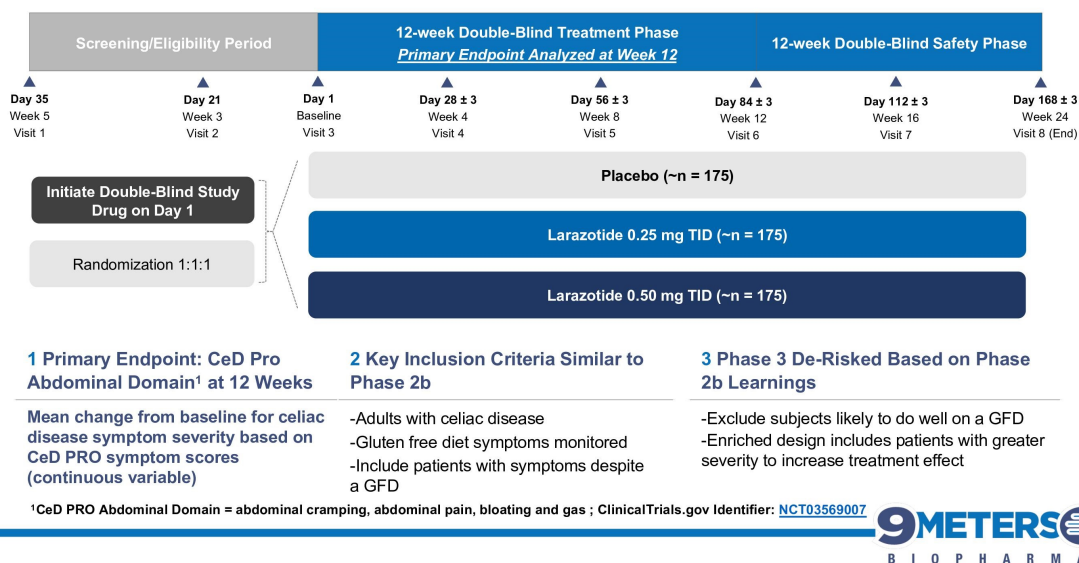 Screening/Eligibility Period
12-week Double-Blind Treatment Phase
Primary Endpoint Analyzed at Week 12
12-week Double-Blind Safety Phase
Day 35
Week 5
Visit 1
Day 21
Week 3
Visit 2
Day 1
Baseline
Visit 3
Day 28 ± 3
Week 4
Visit 4
Day 56 ± 3
Week 8
Visit 5
Day 84 ± 3
Week 12
Visit 6
Day 112 ± 3
Week 16
Visit 7
Day 168 ± 3
Week 24
Visit 8 (End)
Initiate Double-Blind Study
Drug on Day 1
Randomization 1:1:1
Placebo (~n = 175)
Larazotide 0.25 mg TID (~n = 175)
Larazotide 0.50 mg TID (~n = 175)
1 Primary Endpoint: CeD Pro
Abdominal Domain¹ at 12 Weeks
Mean change from baseline for celiac
disease symptom severity based on
CeD PRO symptom scores
(continuous variable)
2 Key Inclusion Criteria Similar to
Phase 2b
-Adults with celiac disease
-Gluten free diet symptoms monitored
-Include patients with symptoms despite
a GFD
3 Phase 3 De-Risked Based on Phase
2b Learnings
-Exclude subjects likely to do well on a GFD
-Enriched design includes patients with greater
severity to increase treatment effect
¹CeD PRO Abdominal Domain = abdominal cramping, abdominal pain, bloating and gas ; ClinicalTrials.gov Identifier: NCT03569007
9METERS
BIOPHARMA